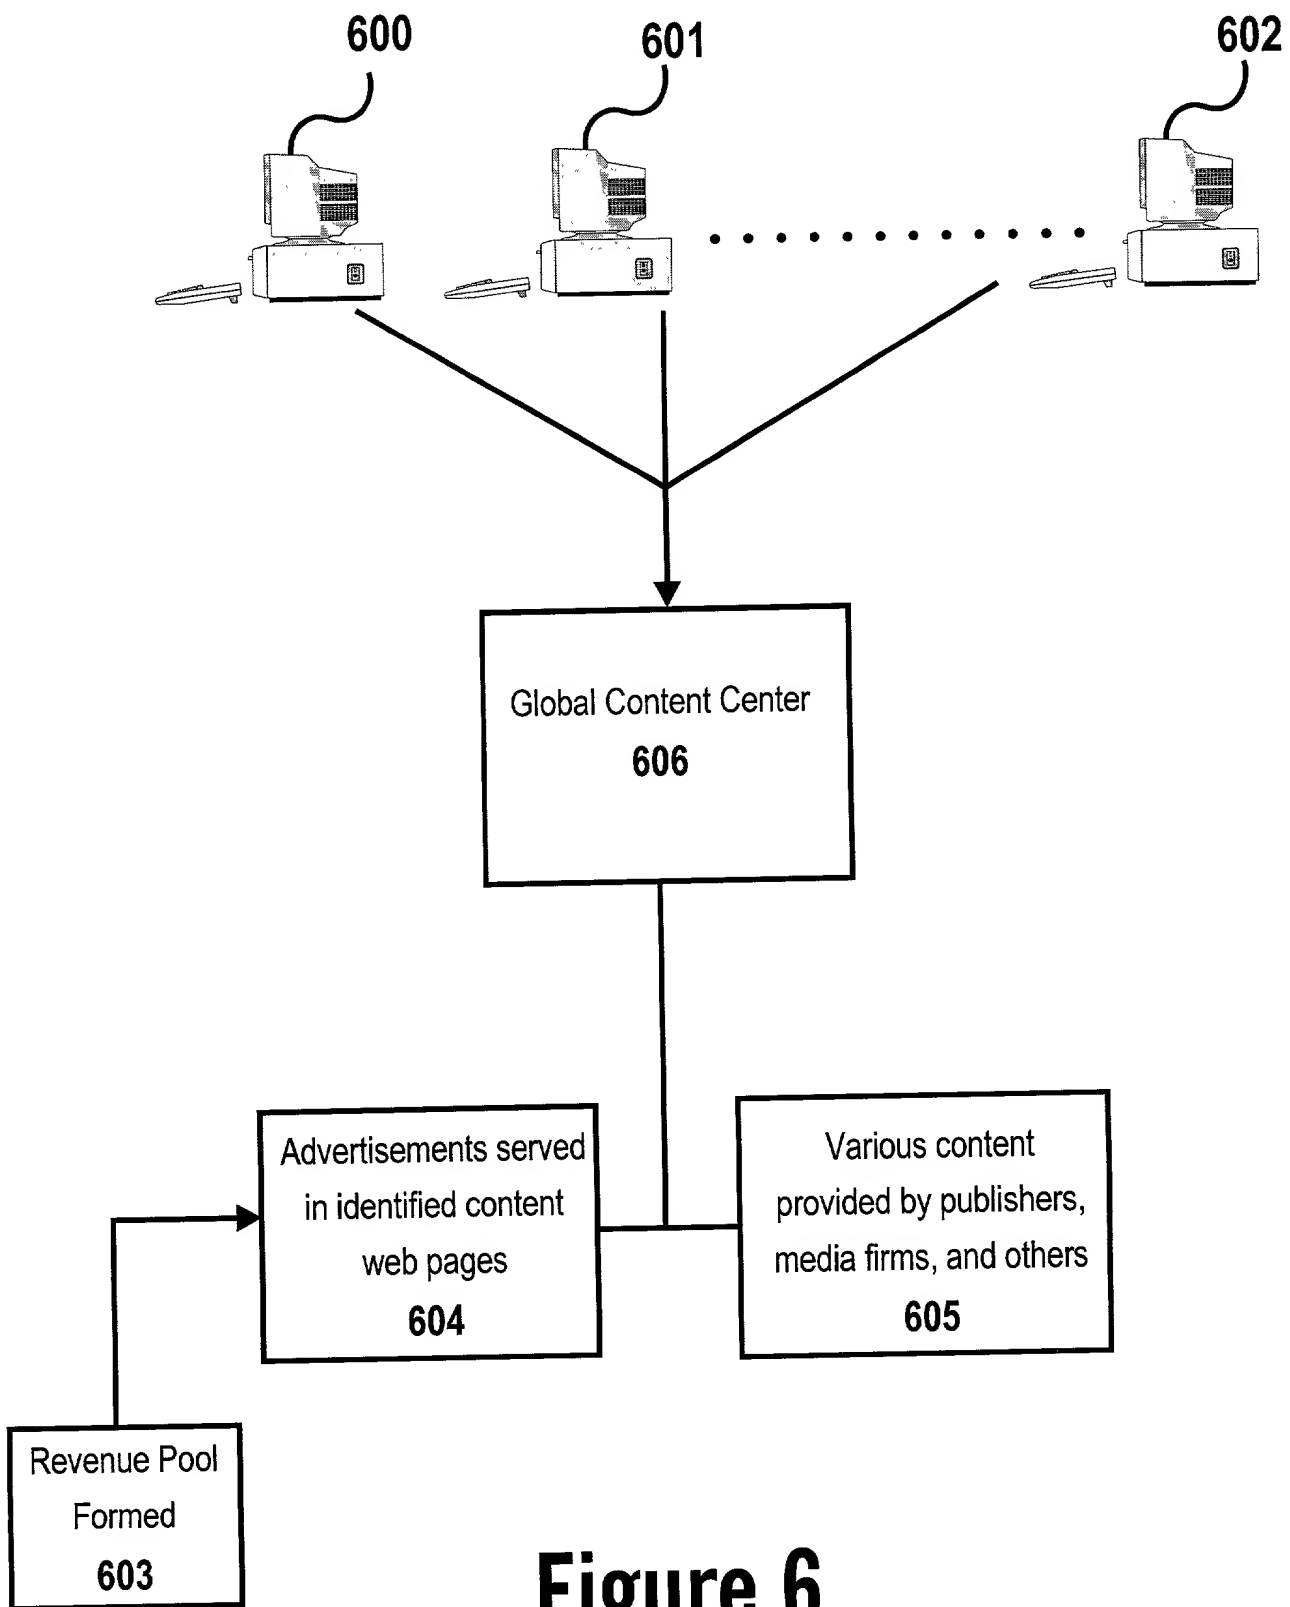 600
601
602
Global Content Center
606
Advertisements served
in identified content
web pages
604
Various content
provided by publishers,
media firms, and others
605
Revenue Pool
Formed
603
Figure 6